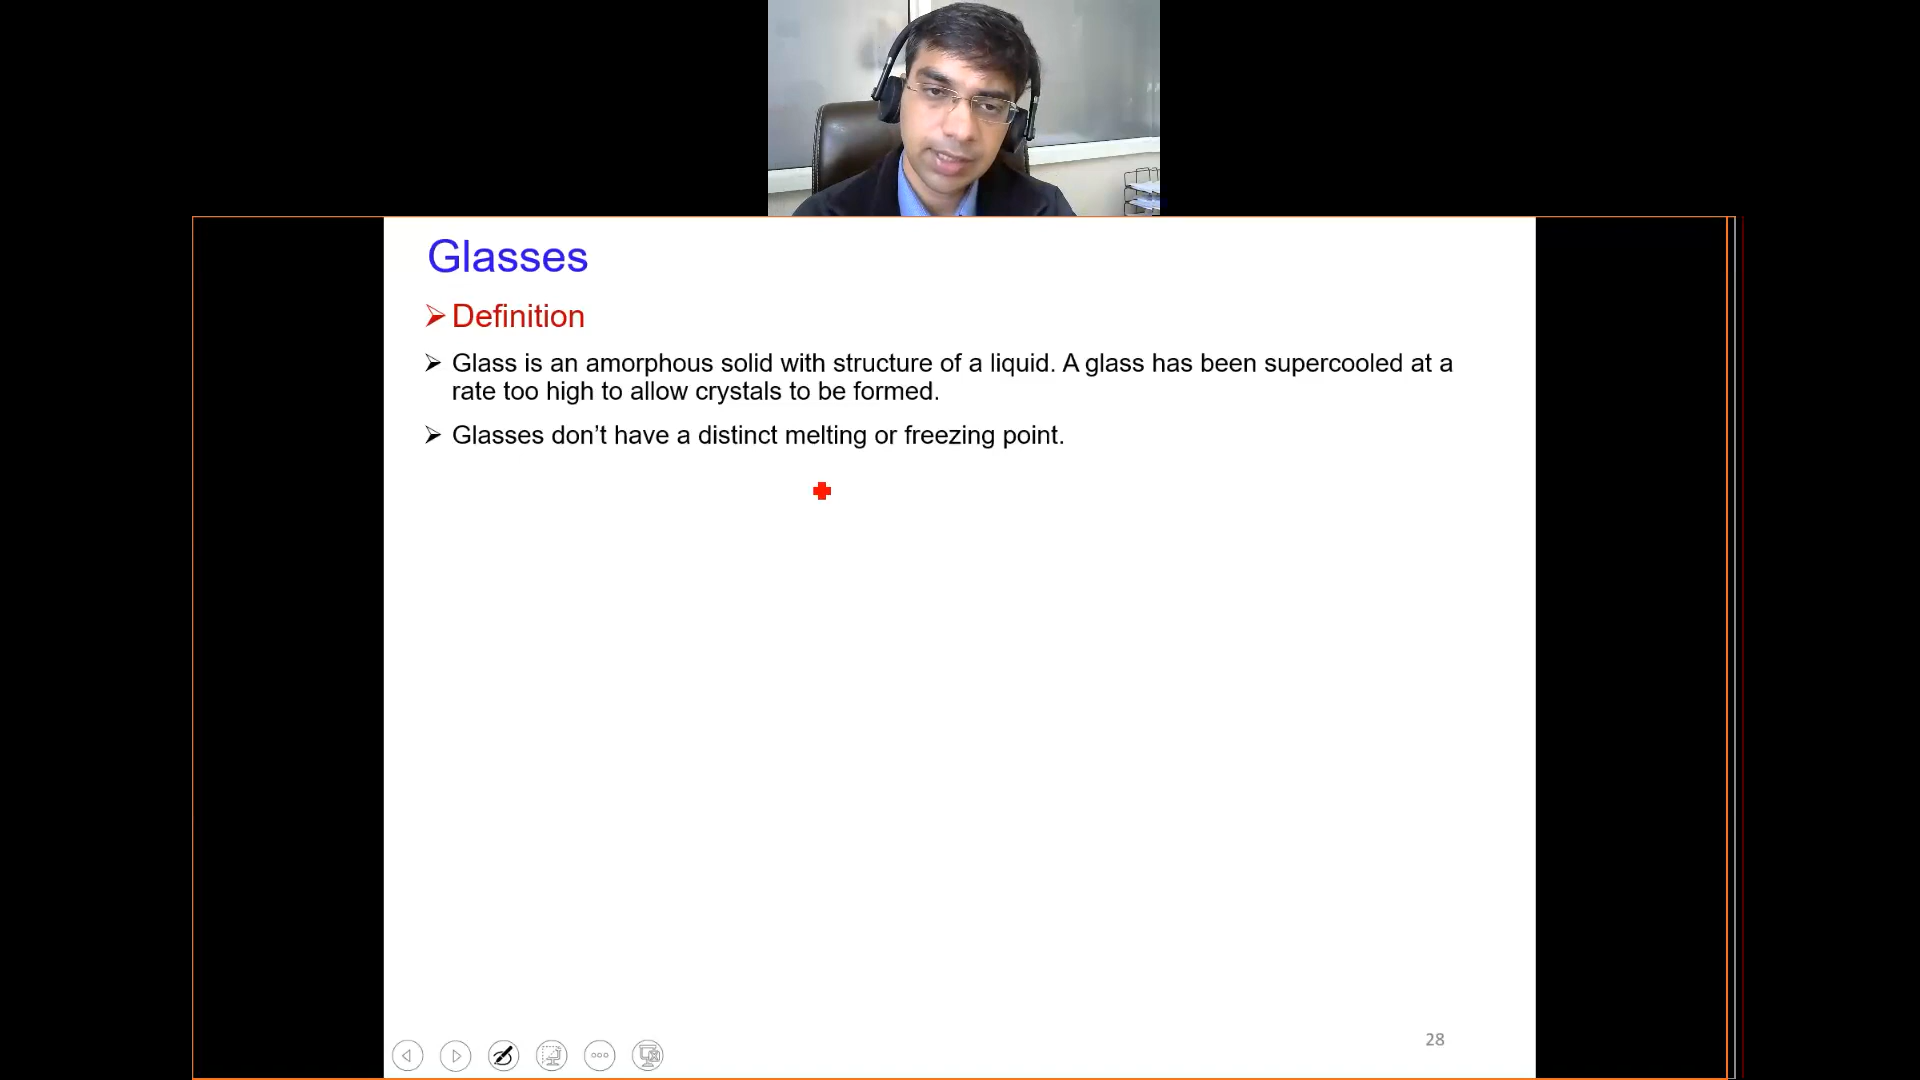 Glasses
➢ Definition
➢ Glass is an amorphous solid with structure of a liquid. A glass has been supercooled at a
rate too high to allow crystals to be formed.
➢ Glasses don’t have a distinct melting or freezing point.
28